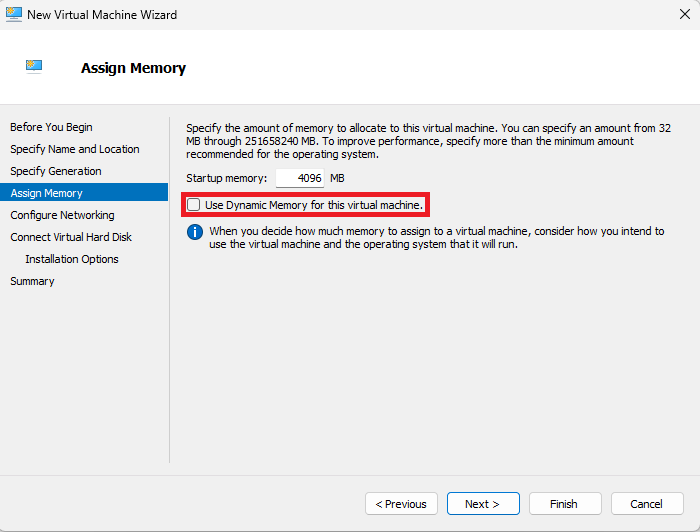 New Virtual Machine Wizard
Assign Memory
Before You Begin
Specify Name and Location
Specify Generation
Assign Memory
Configure Networking
Connect Virtual Hard Disk
Installation Options
Summary
Specify the amount of memory to allocate to this virtual machine. You can specify an amount from 32
MB through 251658240 MB. To improve performance, specify more than the minimum amount
recommended for the operating system.
Startup memory: 4096 MB
Use Dynamic Memory for this virtual machine.
When you decide how much memory to assign to a virtual machine, consider how you intend to
use the virtual machine and the operating system that it will run.
< Previous Next > Finish Cancel